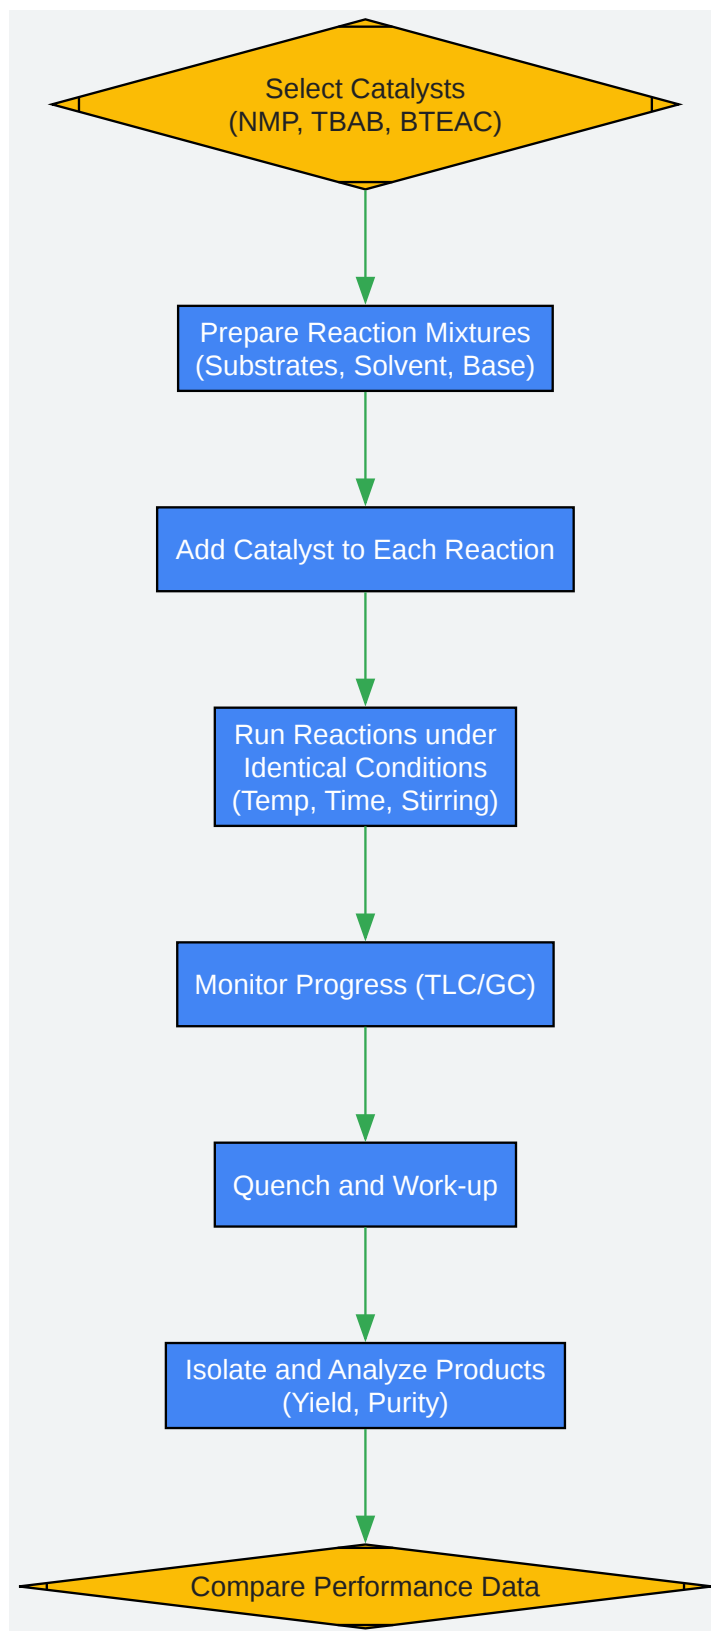 Select Catalysts
(NMP, TBAB, BTEAC)
Prepare Reaction Mixtures
(Substrates, Solvent, Base)
Add Catalyst to Each Reaction
Run Reactions under
Identical Conditions
(Temp, Time, Stirring)
Monitor Progress (TLC/GC)
Quench and Work-up
Isolate and Analyze Products
(Yield, Purity)
Compare Performance Data